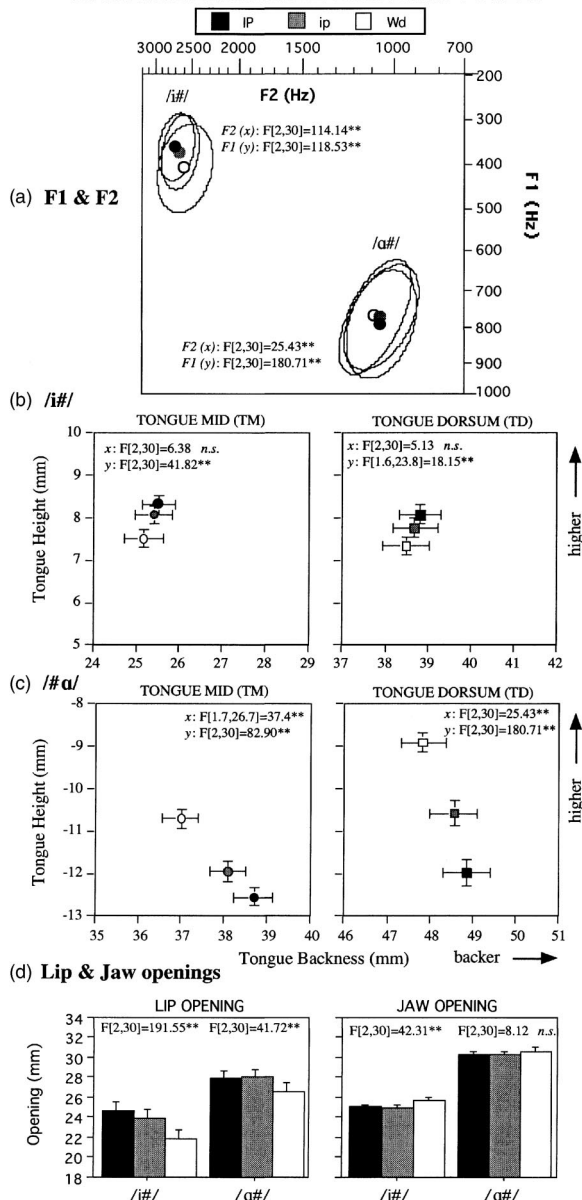 IP ip Wd
3000 2500 2000 1500 1000 700
/i#/
F2 (Hz)
200
300
400
500
600
700
800
900
1000
F1 (Hz)
F2 (x): F[2,30]=114.14**
F1 (y): F[2,30]=118.53**
(a) F1 & F2
/ɑ#/
F2 (x): F[2,30]=25.43**
F1 (y): F[2,30]=180.71**
(b) /i#/
TONGUE MID (TM)
x: F[2,30]=6.38 n.s.
y: F[2,30]=41.82**
10
9
8
7
6
5
Tongue Height (mm)
24 25 26 27 28 29
TONGUE DORSUM (TD)
x: F[2,30]=5.13 n.s.
y: F[1.6,23.8]=18.15**
37 38 39 40 41 42
higher
(c) /#ɑ/
TONGUE MID (TM)
x: F[1.7,26.7]=37.4**
y: F[2,30]=82.90**
-8
-9
-10
-11
-12
-13
Tongue Height (mm)
35 36 37 38 39 40
TONGUE DORSUM (TD)
x: F[2,30]=25.43**
y: F[2,30]=180.71**
46 47 48 49 50 51
higher
Tongue Backness (mm) backer
(d) Lip & Jaw openings
LIP OPENING
F[2,30]=191.55** F[2,30]=41.72**
34
32
30
28
26
24
22
20
18
Opening (mm)
/i#/ /ɑ#/
JAW OPENING
F[2,30]=42.31** F[2,30]=8.12 n.s.
/i#/ /ɑ#/